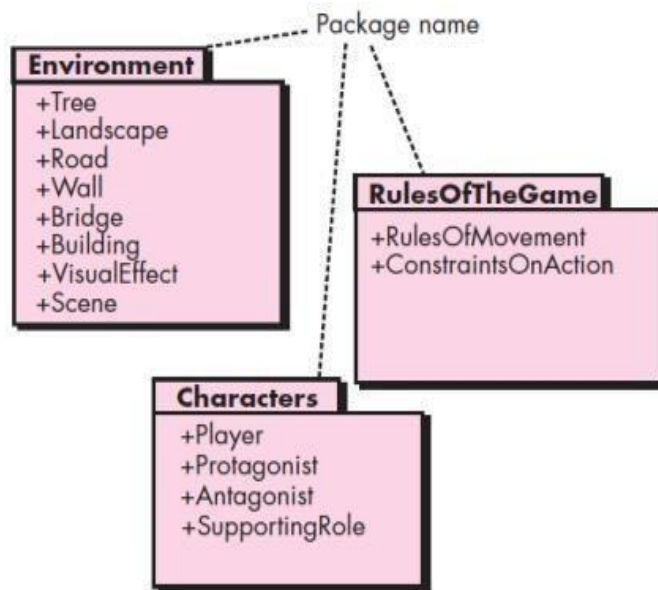 Package name
Environment
+Tree
+Landscape
+Road
+Wall
+Bridge
+Building
+VisualEffect
+Scene
RulesOfTheGame
+RulesOfMovement
+ConstraintsOnAction
Characters
+Player
+Protagonist
+Antagonist
+SupportingRole